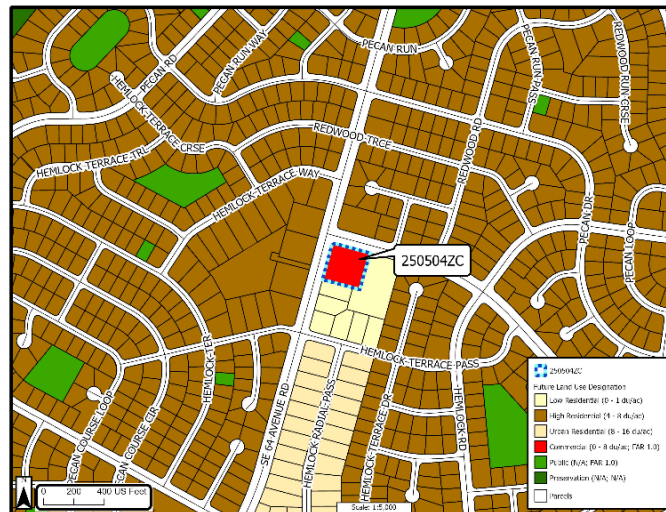 PECAN RUN
PECAN RUN WAY
PECAN RD
PECAN RUN PASS
REDWOOD RUN CRSE
HEMLOCK-TERRACE-CRSE
REDWOOD-TRCE
REDWOOD RD
HEMLOCK TERRACE-TRL
HEMLOCK-TERRACE-WAY
PECAN DR
PECAN LOOP
250504ZC
HEMLOCK-TER
HEMLOCK-TERRACE-PASS
SE 64 AVENUE RD
HEMLOCK-RADIAL-PASS
HEMLOCK-TERRACE-DR
HEMLOCK RD
PECAN COURSE LOOP
PECAN COURSE CIR
250504ZC
Future Land Use Designation
Low Residential (0 - 1 du/ac)
High Residential (4 - 8 du/ac)
Urban Residential (8 - 16 du/ac)
Commercial (0 - 8 du/ac; FAR 1.0)
Public (N/A; FAR 1.0)
Preservation (N/A; N/A)
Parcels
N
0 200 400 US Feet
Scale: 1:5,000